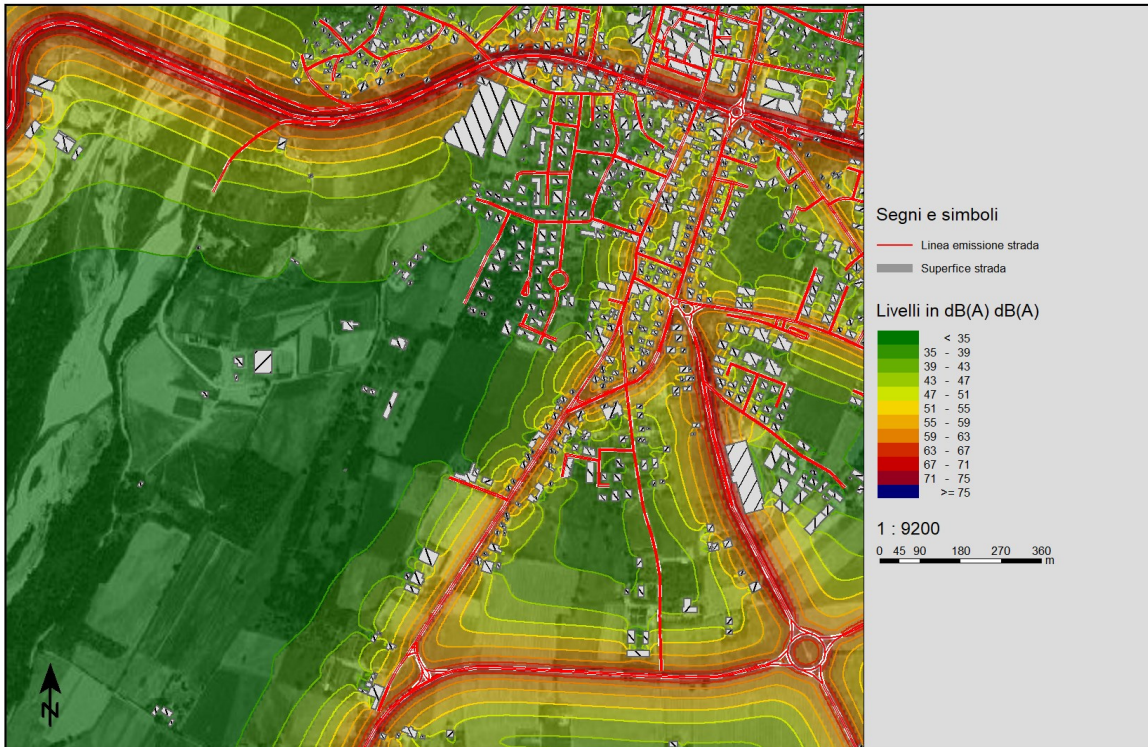 Segni e simboli
Linea emissione strada
Superfice strada
Livelli in dB(A) dB(A)
< 35
35 - 39
39 - 43
43 - 47
47 - 51
51 - 55
55 - 59
59 - 63
63 - 67
67 - 71
71 - 75
>= 75
1 : 9200
0 45 90 180 270 360
m
N